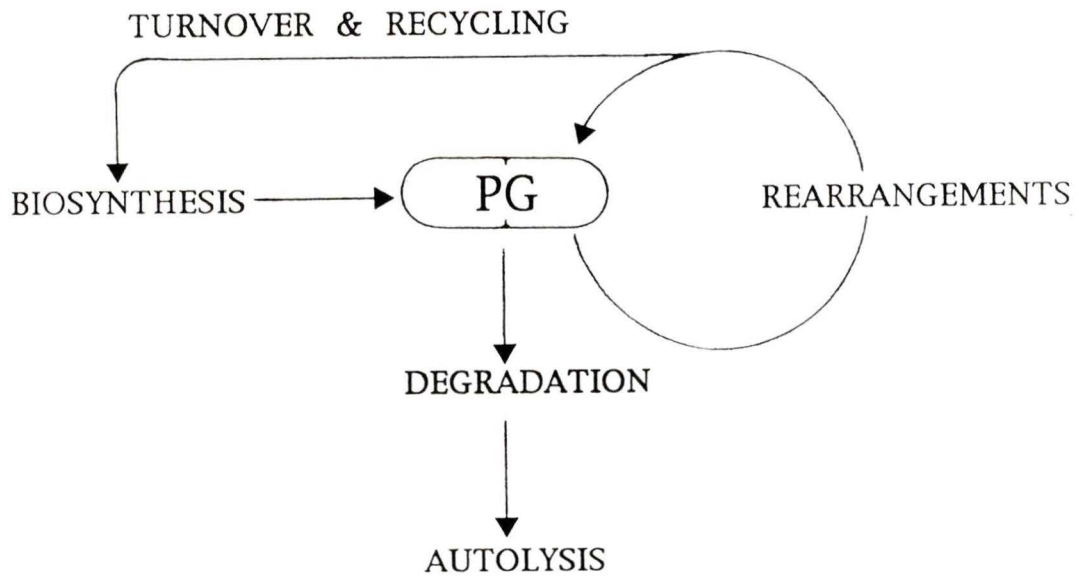 TURNOVER & RECYCLING
BIOSYNTHESIS
PG
REARRANGEMENTS
DEGRADATION
AUTOLYSIS